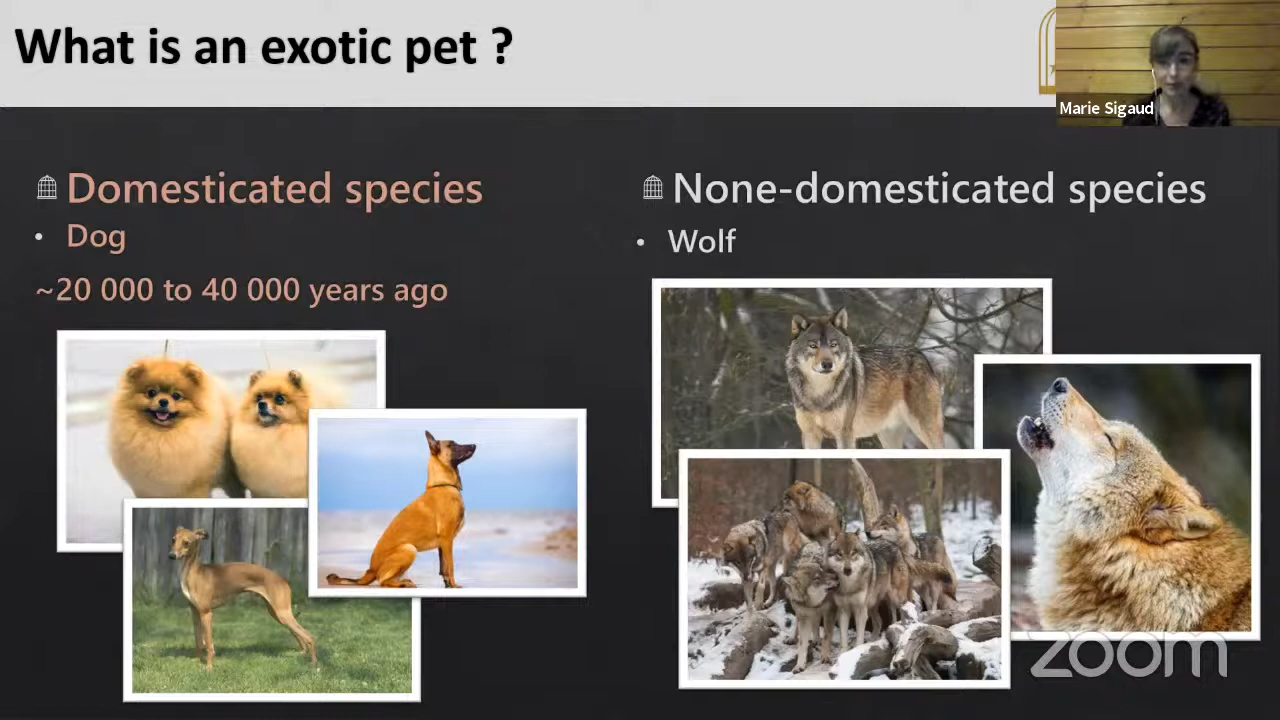 What is an exotic pet ?
Marie Sigaud
Domesticated species
• Dog
~20 000 to 40 000 years ago
None-domesticated species
• Wolf
zoom